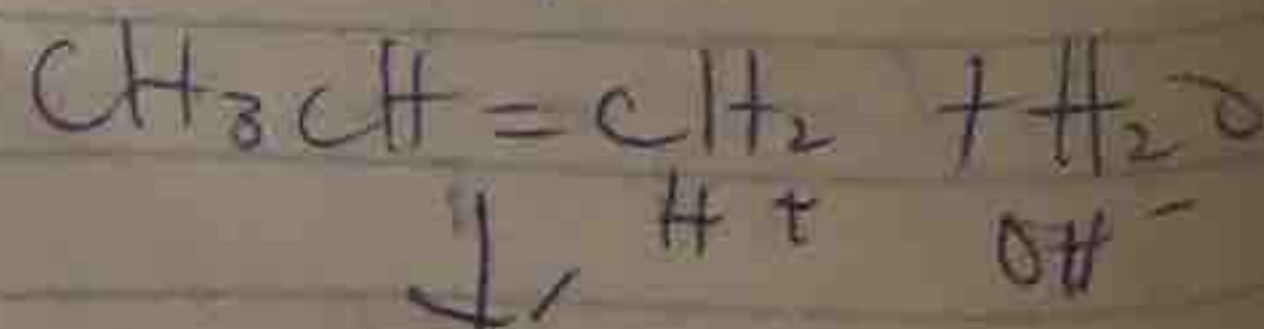 CH₃CH=CH₂ + H₂O
H + OH⁻
↓